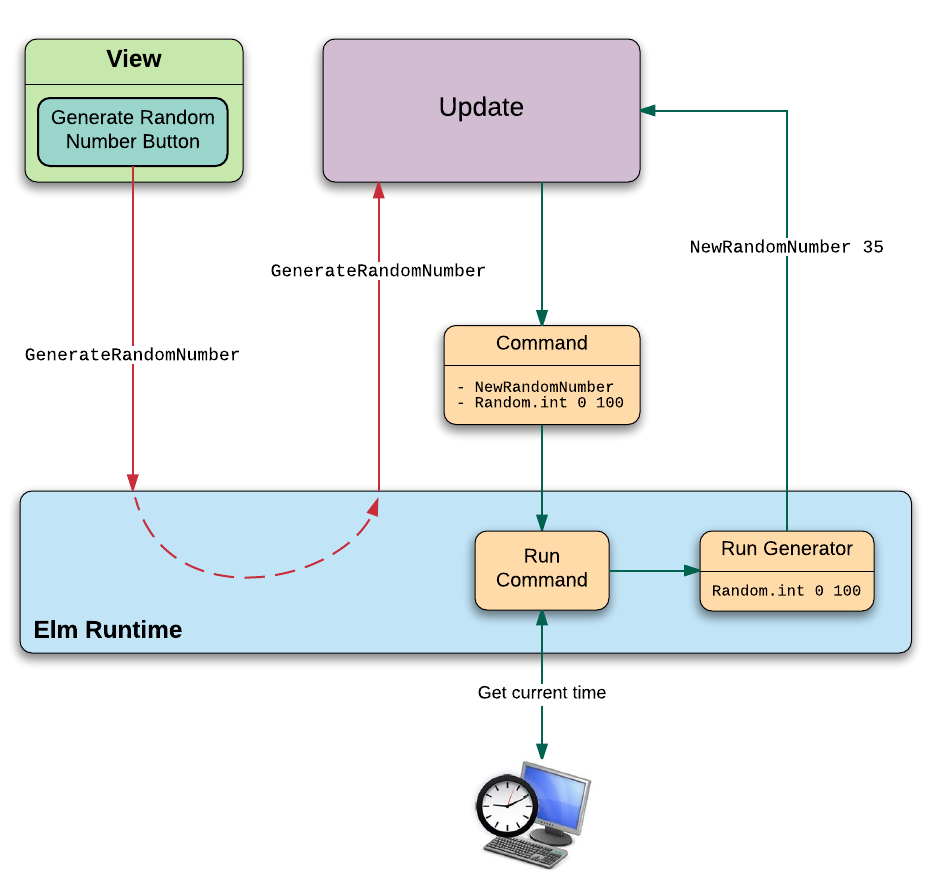 View
Generate Random
Number Button
Update
NewRandomNumber 35
GenerateRandomNumber
GenerateRandomNumber
Command
- NewRandomNumber
- Random.int 0 100
Run
Command
Run Generator
Random.int 0 100
Elm Runtime
Get current time